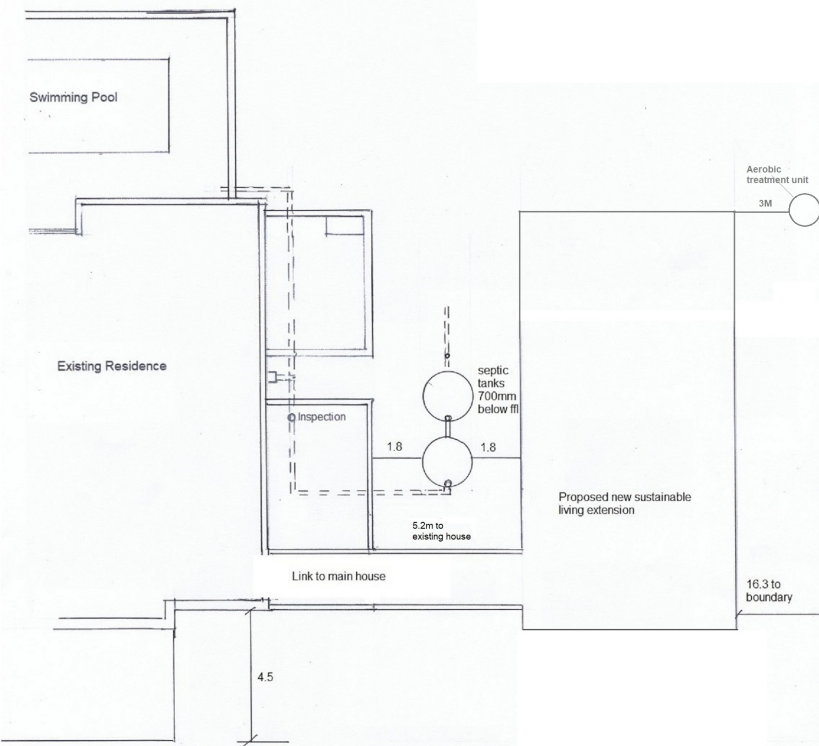 Swimming Pool
Aerobic
treatment unit
3M
Existing Residence
septic
tanks
700mm
below ffl
Inspection
1.8
1.8
Proposed new sustainable
living extension
5.2m to
existing house
Link to main house
16.3 to
boundary
4.5